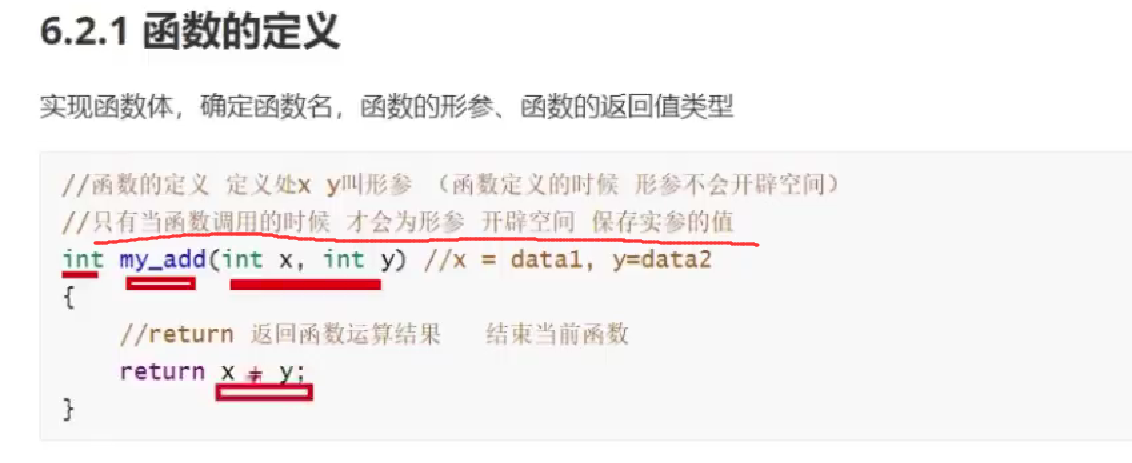 6.2.1 函数的定义
实现函数体，确定函数名，函数的形参、函数的返回值类型
//函数的定义 定义处x y叫形参 （函数定义的时候 形参不会开辟空间）
//只有当函数调用的时候 才会为形参 开辟空间 保存实参的值
int my_add(int x, int y) //x = data1, y=data2
{
//return 返回函数运算结果 结束当前函数
return x + y;
}